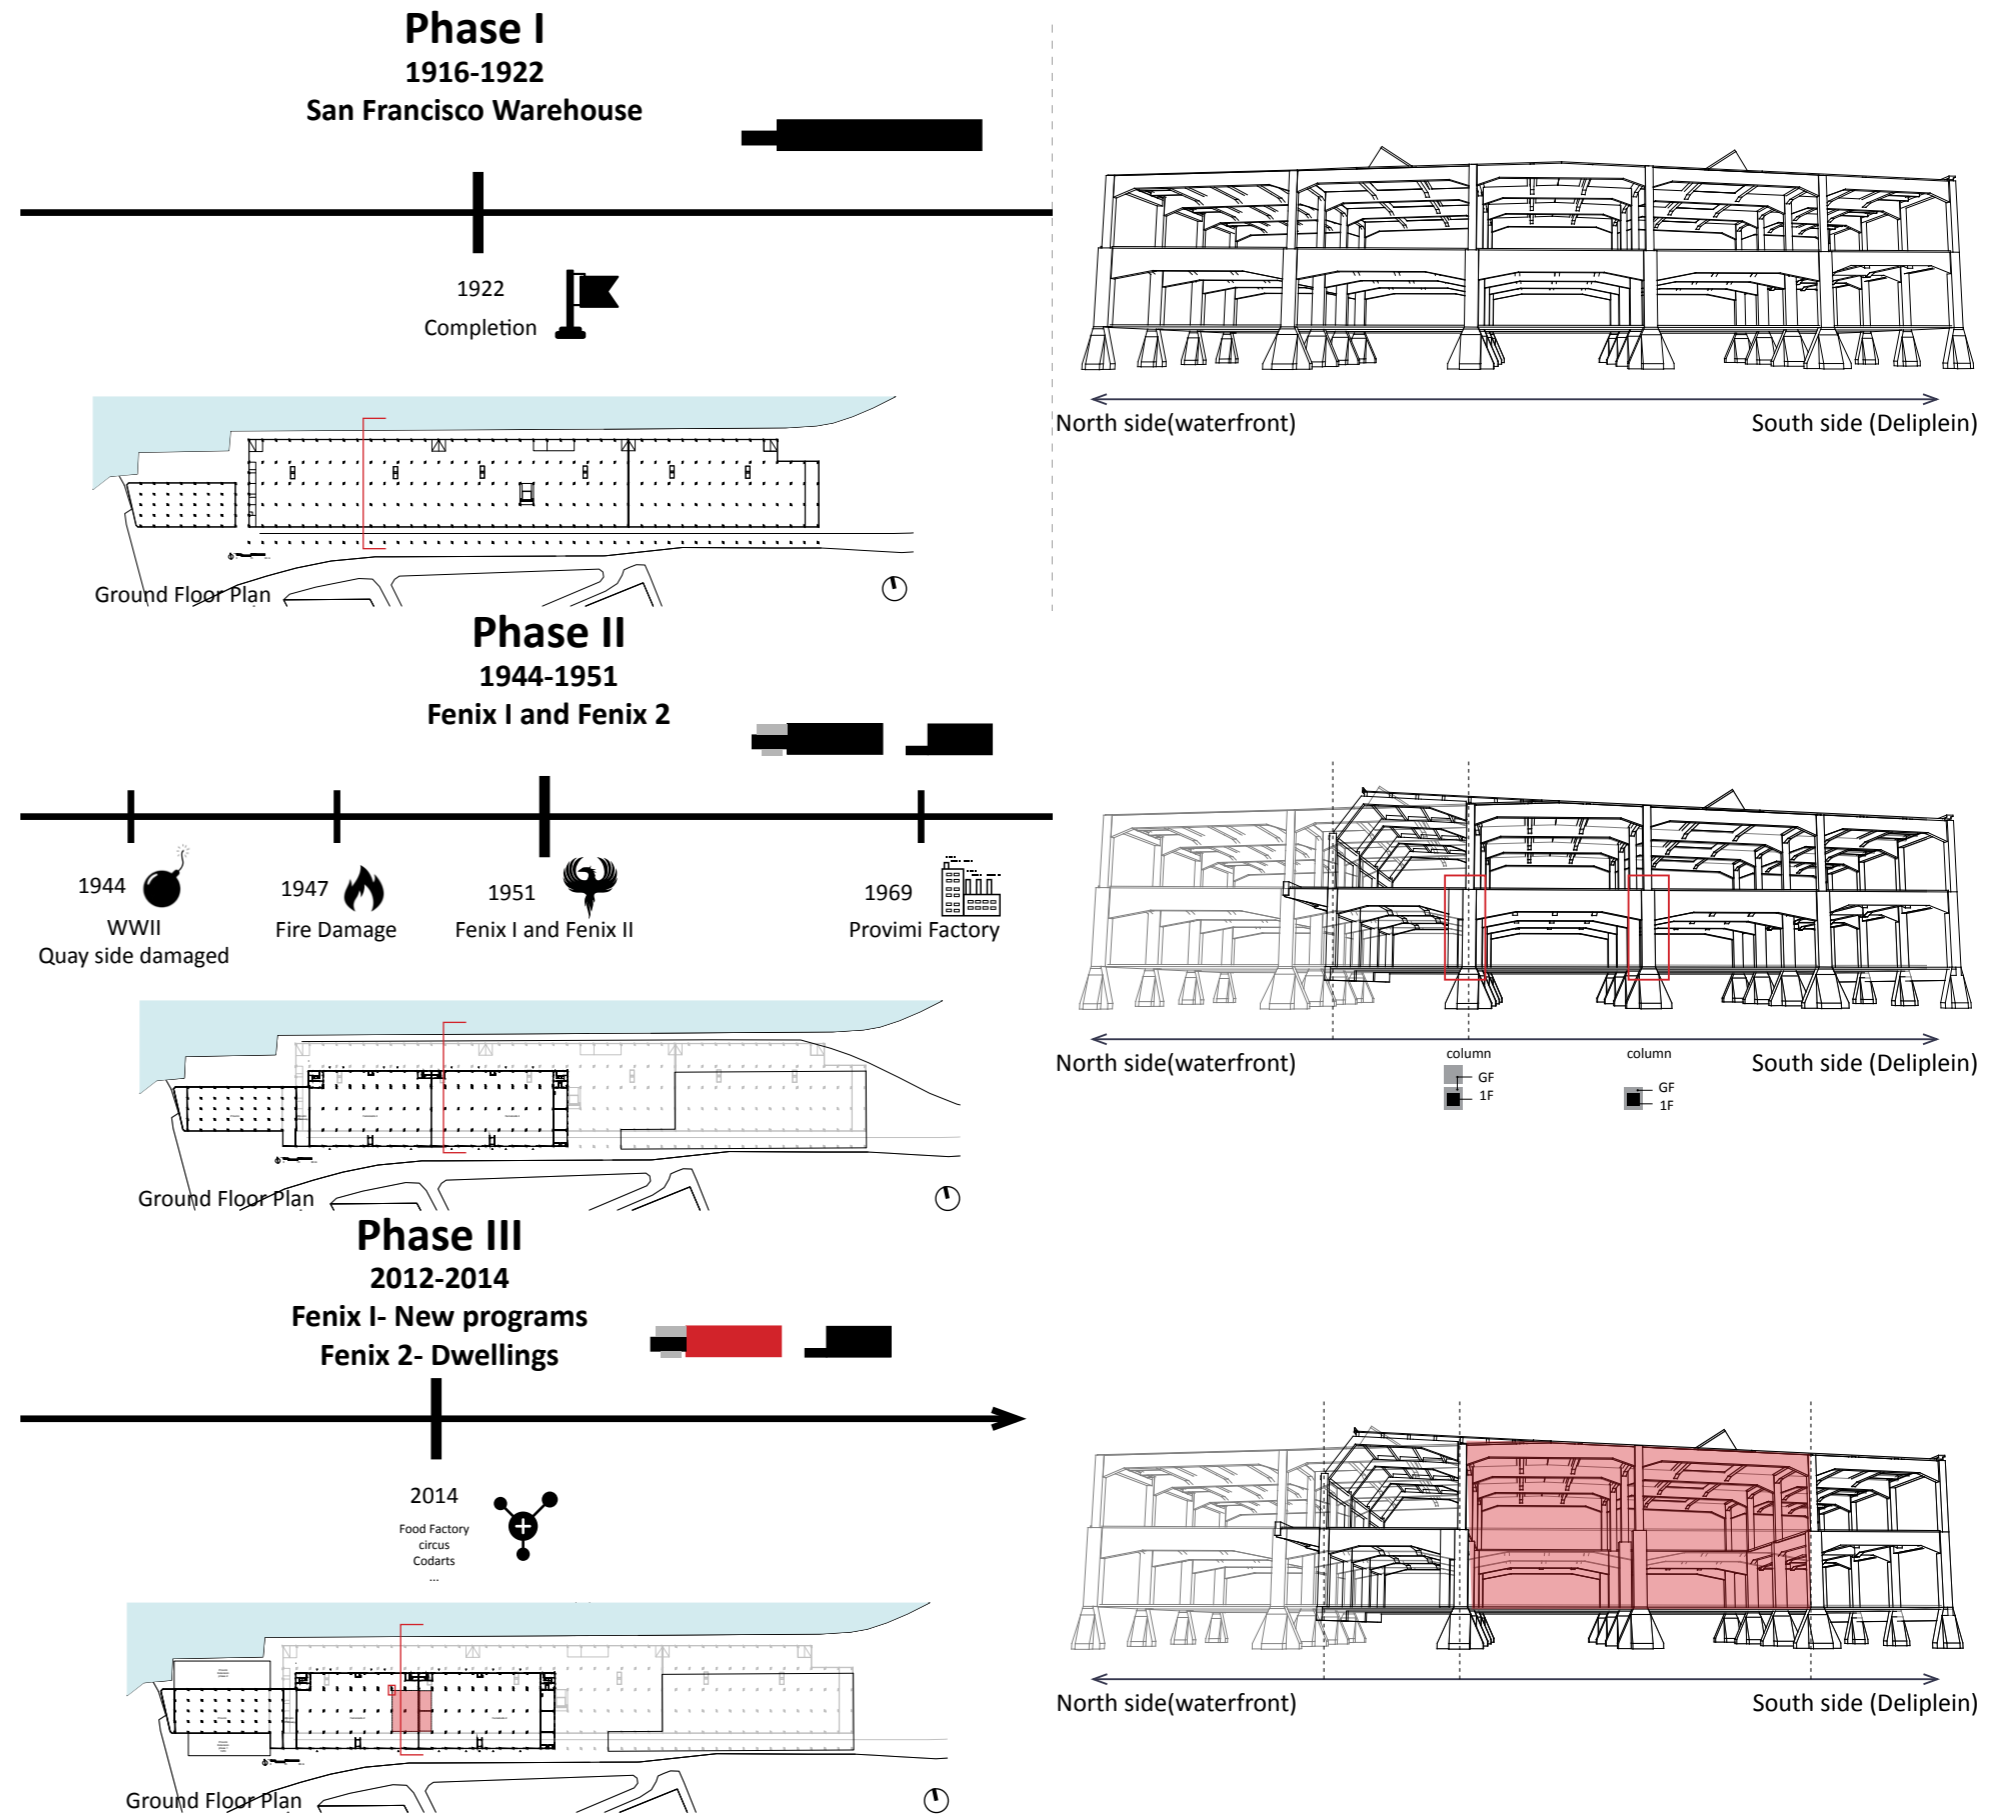 Phase I
1916-1922
San Francisco Warehouse
1922
Completion
Ground Floor Plan
North side(waterfront)
South side (Deliplein)
Phase II
1944-1951
Fenix I and Fenix 2
1944
WWII
Quay side damaged
1947
Fire Damage
1951
Fenix I and Fenix II
1969
Provimi Factory
Ground Floor Plan
North side(waterfront)
South side (Deliplein)
column
GF
1F
column
GF
1F
Phase III
2012-2014
Fenix I- New programs
Fenix 2- Dwellings
2014
Food Factory
circus
Codarts
...
Ground Floor Plan
North side(waterfront)
South side (Deliplein)